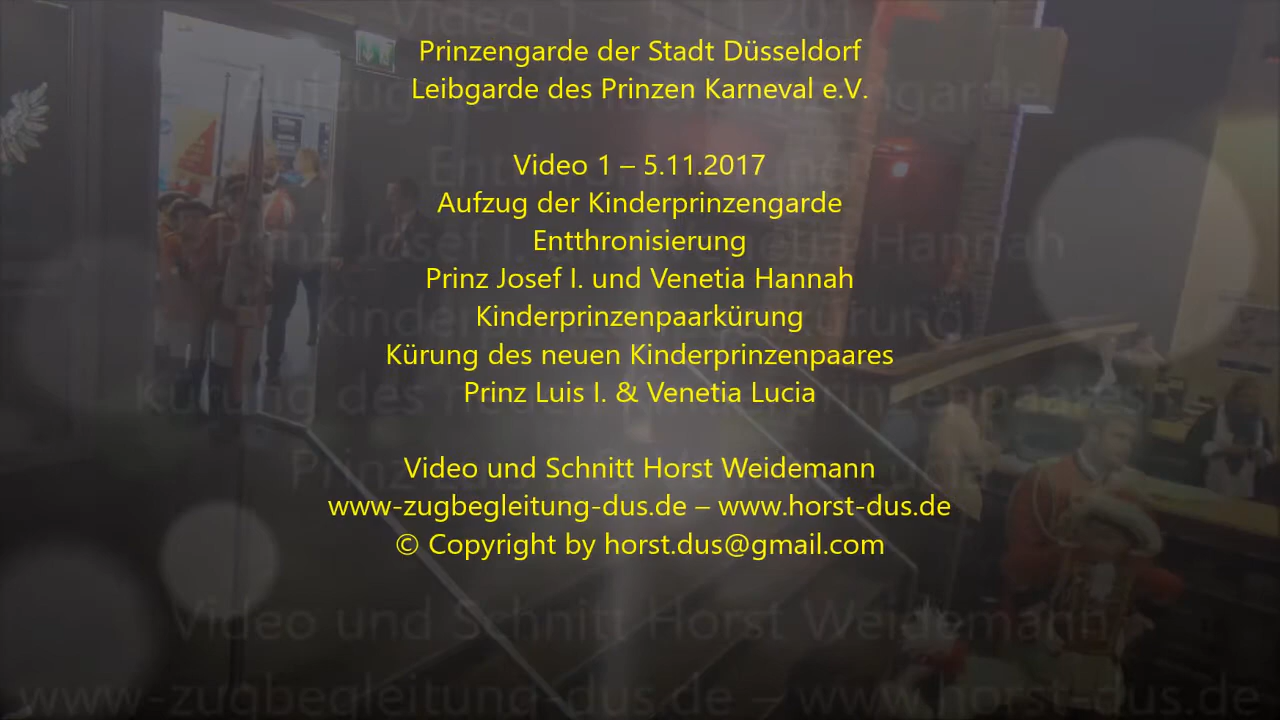 Prinzengarde der Stadt Düsseldorf
Leibgarde des Prinzen Karneval e.V.
Video 1 – 5.11.2017
Aufzug der Kinderprinzengarde
Entthronisierung
Prinz Josef I. und Venetia Hannah
Kinderprinzenpaarkürung
Kürung des neuen Kinderprinzenpaares
Prinz Luis I. & Venetia Lucia
Video und Schnitt Horst Weidemann
www-zugbegleitung-dus.de – www.horst-dus.de
© Copyright by horst.dus@gmail.com